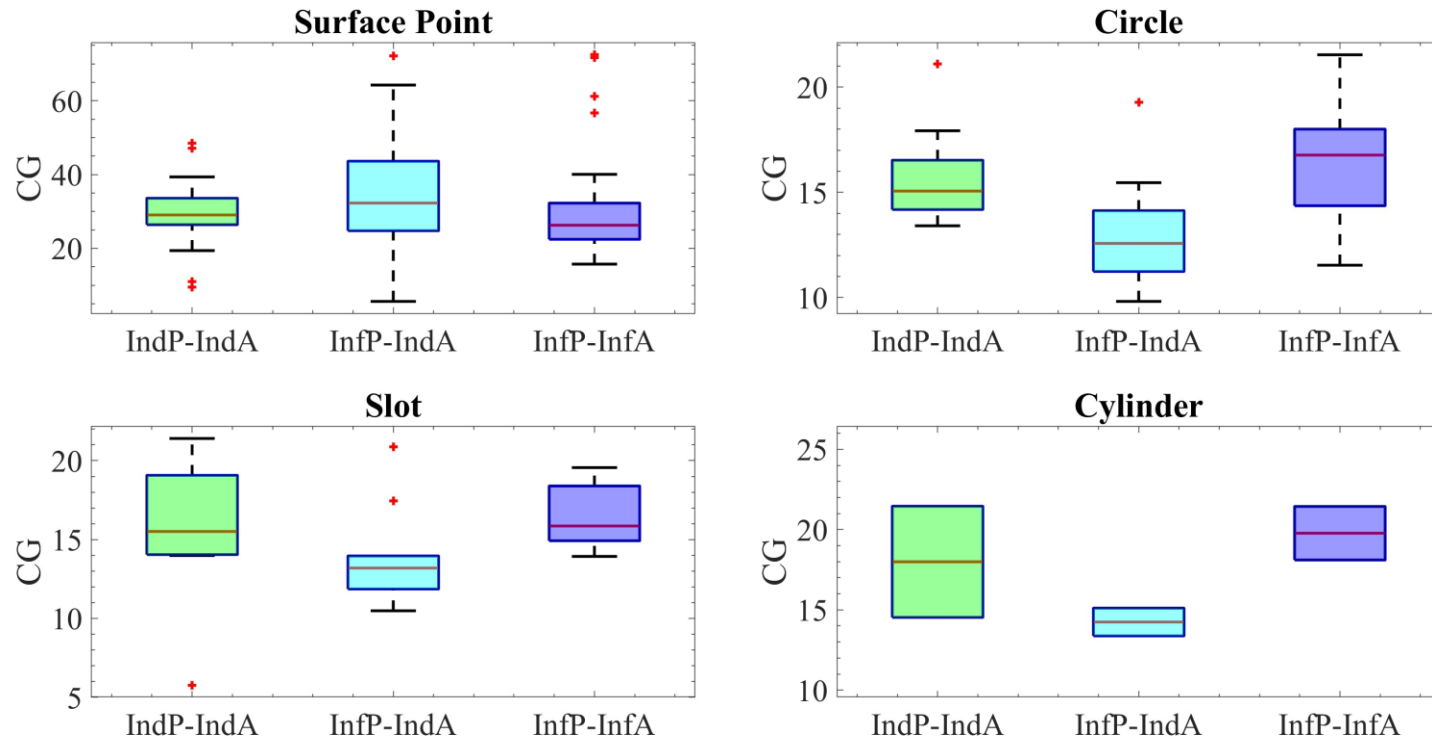 Surface Point
CG
60
40
20
IndP-IndA InfP-IndA InfP-InfA
Circle
CG
20
15
10
IndP-IndA InfP-IndA InfP-InfA
Slot
CG
20
15
10
5
IndP-IndA InfP-IndA InfP-InfA
Cylinder
CG
25
20
15
10
IndP-IndA InfP-IndA InfP-InfA